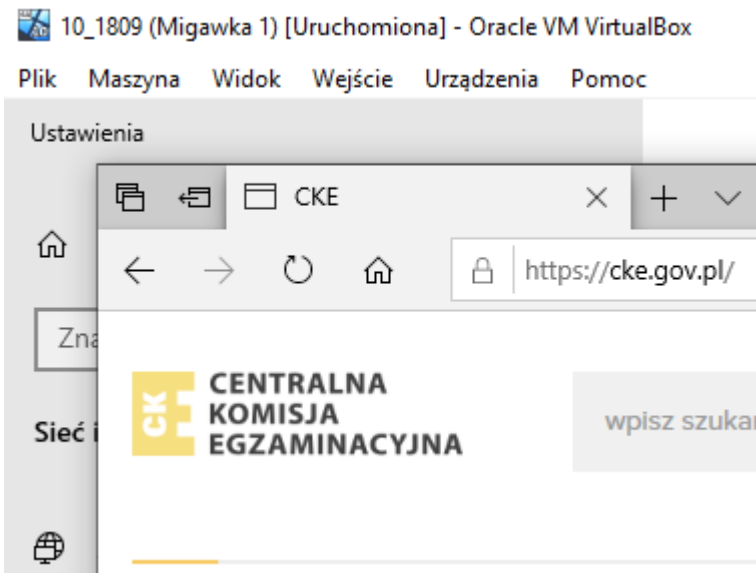 10_1809 (Migawka 1) [Uruchomiona] - Oracle VM VirtualBox
Plik Maszyna Widok Wejście Urządzenia Pomoc
Ustawienia
CKE
https://cke.gov.pl/
CKE
CENTRALNA
KOMISJA
EGZAMINACYJNA
wpisz
Sieć